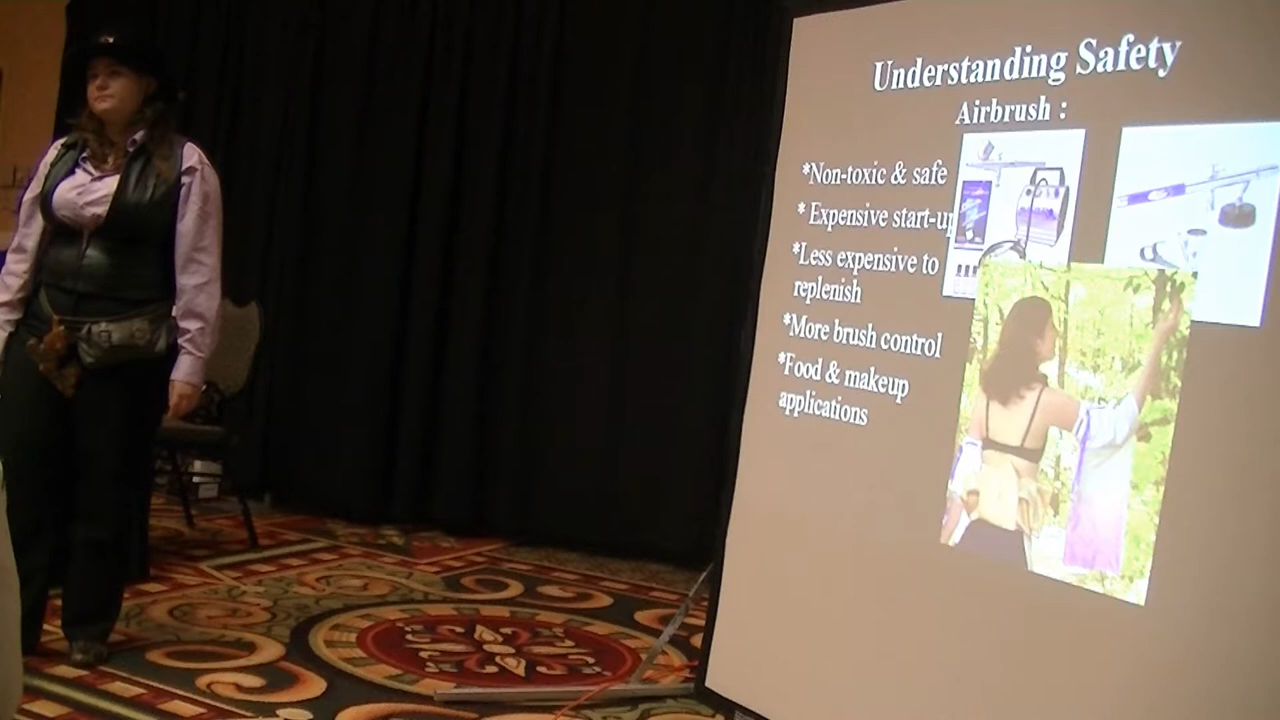 Understanding Safety
Airbrush :
*Non-toxic & safe
* Expensive start-up
*Less expensive to
replenish
*More brush control
*Food & makeup
applications